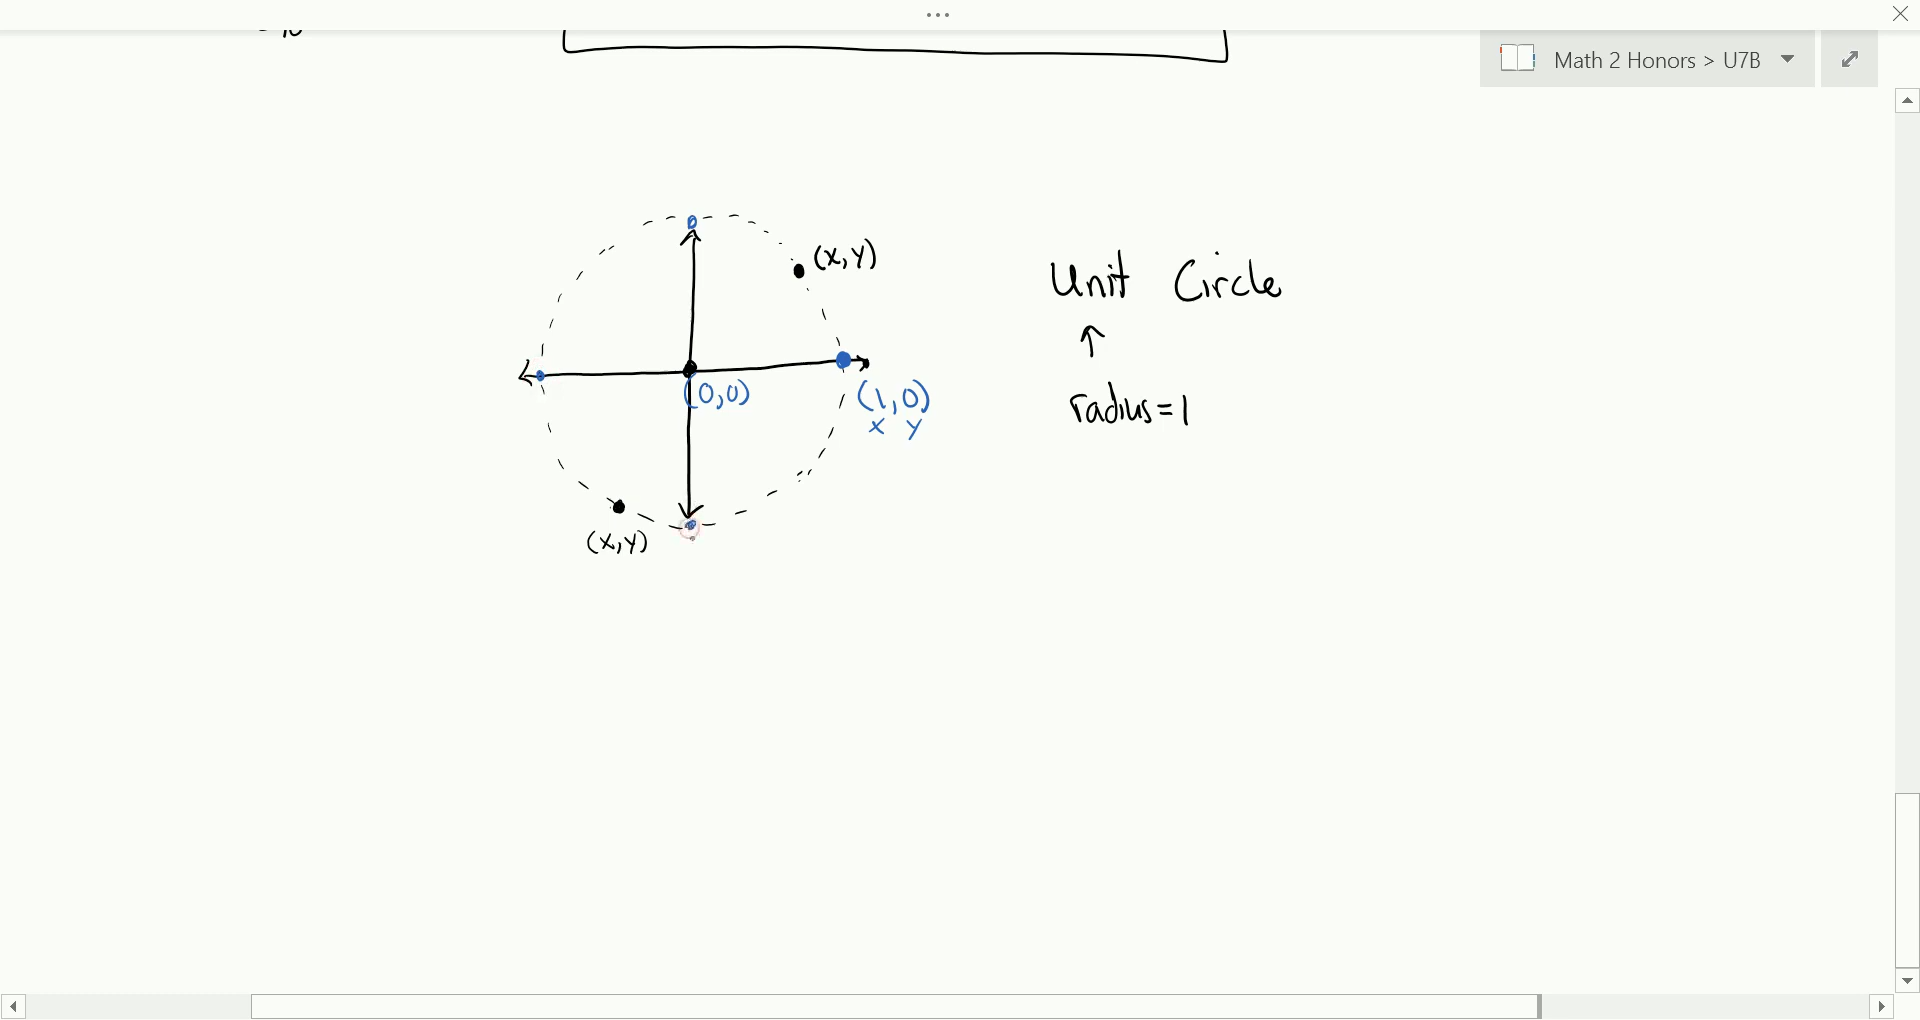 Math 2 Honors > U7B
(x,y)
Unit Circle
(0,0)
(1,0)
x y
radius=1
(x,y)